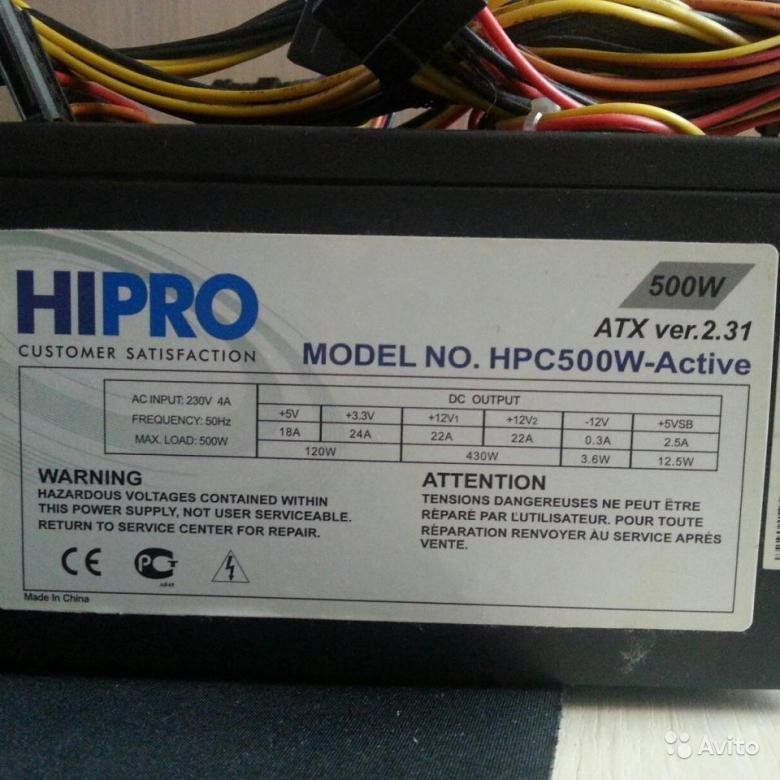 HIPRO
CUSTOMER SATISFACTION
500W
ATX ver.2.31
MODEL NO. HPC500W-Active
AC INPUT: 230V 4A
FREQUENCY: 50Hz
MAX. LOAD: 500W
DC OUTPUT
+5V +3.3V +12V1 +12V2 -12V +5VSB
18A 24A 22A 22A 0.3A 2.5A
120W 430W 3.6W 12.5W
WARNING
HAZARDOUS VOLTAGES CONTAINED WITHIN
THIS POWER SUPPLY, NOT USER SERVICEABLE.
RETURN TO SERVICE CENTER FOR REPAIR.
ATTENTION
TENSIONS DANGEREUSES NE PEUT ÊTRE
RÉPARÉ PAR L'UTILISATEUR. POUR TOUTE
RÉPARATION RENVOYER AU SERVICE APRÉS
VENTE.
CE
Made In China
Avito